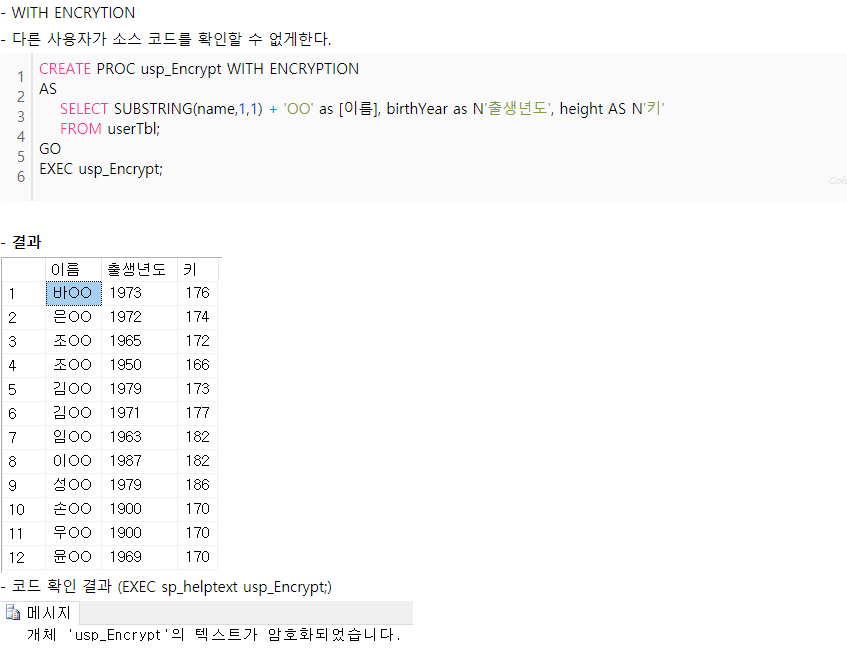 - WITH ENCRYTION
- 다른 사용자가 소스 코드를 확인할 수 없게한다.
1 CREATE PROC usp_Encrypt WITH ENCRYPTION
2 AS
3 SELECT SUBSTRING(name,1,1) + 'OO' as [이름], birthYear as N'출생년도', height AS N'키'
4 FROM userTbl;
5 GO
6 EXEC usp_Encrypt;
- 결과
이름 출생년도 키
1 바OO 1973 176
2 은OO 1972 174
3 조OO 1965 172
4 조OO 1950 166
5 김OO 1979 173
6 김OO 1971 177
7 임OO 1963 182
8 이OO 1987 182
9 성OO 1979 186
10 손OO 1900 170
11 우OO 1900 170
12 윤OO 1969 170
- 코드 확인 결과 (EXEC sp_helptext usp_Encrypt;)
메시지
개체 'usp_Encrypt'의 텍스트가 암호화되었습니다.